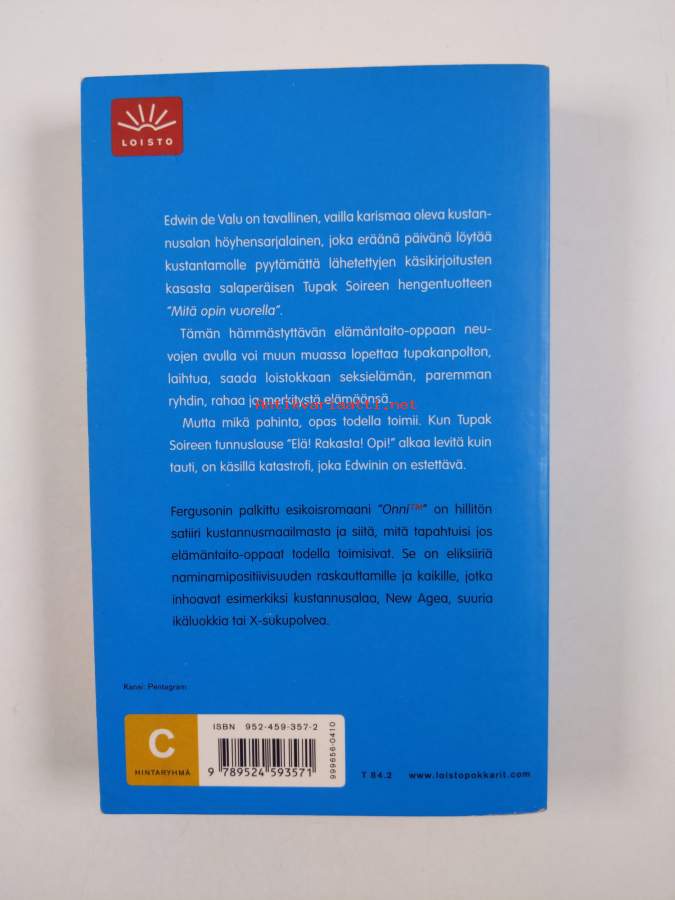 LOISTO
Edwin de Valu on tavallinen, vailla karismaa oleva kustan-
nusalan höyhensarjalainen, joka eräänä päivänä löytää
kustantamolle pyytämättä lähetettyjen käsikirjoitusten
kasasta salaperäisen Tupak Soireen hengentuotteen
"Mitä opin vuorella".
Tämän hämmästyttävän elämäntaito-oppaan neu-
vojen avulla voi muun muassa lopettaa tupakanpolton,
laihtua, saada loistokkaan seksielämän, paremman
ryhdin, rahaa ja merkitystä elämäänsä.
Antikvariaatti.net
Mutta mikä pahinta, opas todella toimii. Kun Tupak
Soireen tunnuslause "Elä! Rakasta! Opi!" alkaa levitä kuin
tauti, on käsillä katastrofi, joka Edwinin on estettävä.
Fergusonin palkittu esikoisromaani "Onni™" on hillitön
satiiri kustannusmaailmasta ja siitä, mitä tapahtuisi jos
elämäntaito-oppaat todella toimisivat. Se on eliksiiriä
naminamipositiivisuuden raskauttamille ja kaikille, jotka
inhoavat esimerkiksi kustannusalaa, New Agea, suuria
ikäluokkia tai X-sukupolvea.
Kansi: Pentagram
C
HINTARYHMÄ
ISBN 952-459-357-2
9 789524 593571
999656-0410
T 84.2 www.loistopokkarit.com